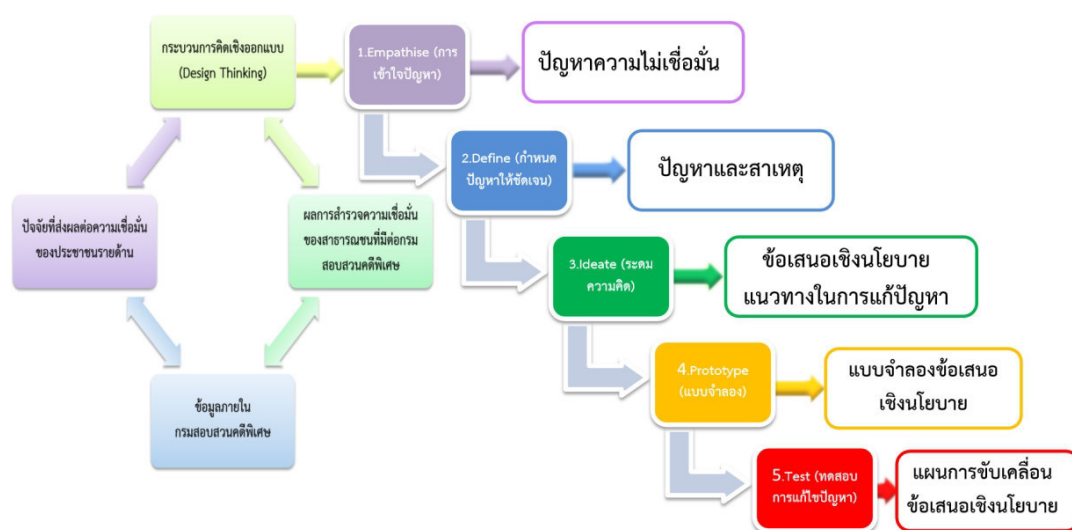 กระบวนการคิดเชิงออกแบบ
(Design Thinking)
1.Empathise (การ
เข้าใจปัญหา)
ปัญหาความไม่เชื่อมั่น
2.Define (กำหนด
ปัญหาให้ชัดเจน)
ปัญหาและสาเหตุ
ปัจจัยที่ส่งผลต่อความเชื่อมั่น
ของประชาชนรายด้าน
ผลการสำรวจความเชื่อมั่น
ของสาธารณชนที่มีต่อกรม
สอบสวนคดีพิเศษ
3.Ideate (ระดม
ความคิด)
ข้อเสนอเชิงนโยบาย
แนวทางในการแก้ปัญหา
4.Prototype
(แบบจำลอง)
แบบจำลองข้อเสนอ
เชิงนโยบาย
ข้อมูลภายใน
กรมสอบสวนคดีพิเศษ
5.Test (ทดสอบ
การแก้ไขปัญหา)
แผนการขับเคลื่อน
ข้อเสนอเชิงนโยบาย